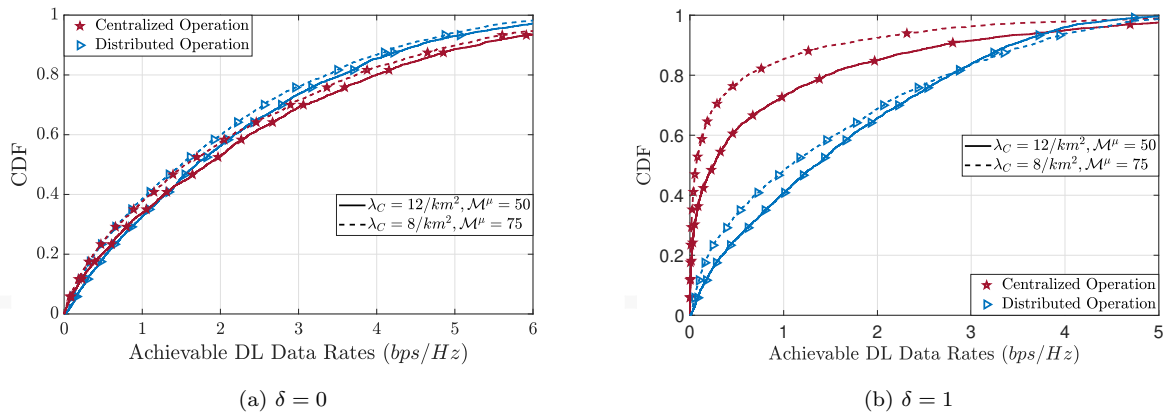 1
0.8
0.6
0.4
0.2
0
CDF
Centralized Operation
Distributed Operation
λ_C = 12/km², 𝓜^μ = 50
λ_C = 8/km², 𝓜^μ = 75
0 1 2 3 4 5 6
Achievable DL Data Rates (bps/Hz)
(a) δ = 0
1
0.8
0.6
0.4
0.2
0
CDF
λ_C = 12/km², 𝓜^μ = 50
λ_C = 8/km², 𝓜^μ = 75
Centralized Operation
Distributed Operation
0 1 2 3 4 5
Achievable DL Data Rates (bps/Hz)
(b) δ = 1